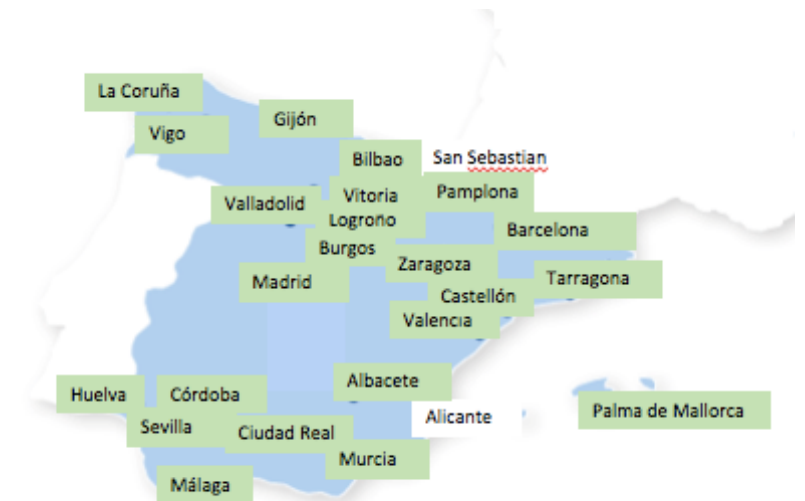 La Coruña
Gijón
Vigo
Bilbao
San Sebastian
Vitoria
Pamplona
Valladolid
Logroño
Barcelona
Burgos
Zaragoza
Madrid
Tarragona
Castellón
Valencia
Albacete
Huelva
Córdoba
Palma de Mallorca
Alicante
Sevilla
Ciudad Real
Murcia
Málaga